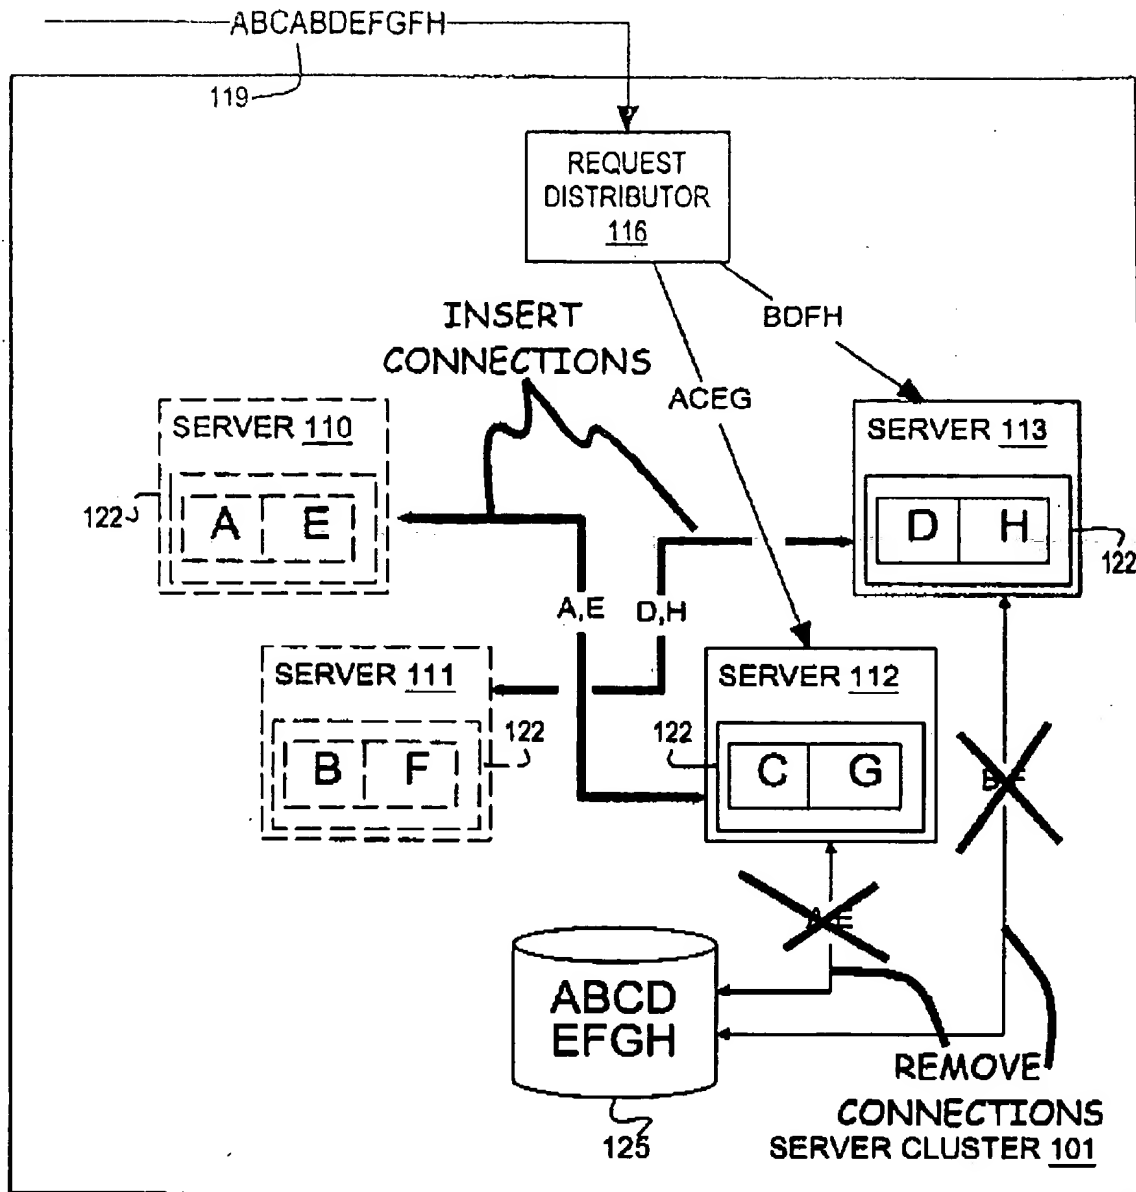 ABCABDEFGFH
119
REQUEST
DISTRIBUTOR
116
INSERT
CONNECTIONS
BDFH
ACEG
SERVER 110
A E
122
SERVER 113
D H
122
A,E
D,H
SERVER 111
B F
122
SERVER 112
C G
122
ABCD
EFGH
125
REMOVE
CONNECTIONS
SERVER CLUSTER 101